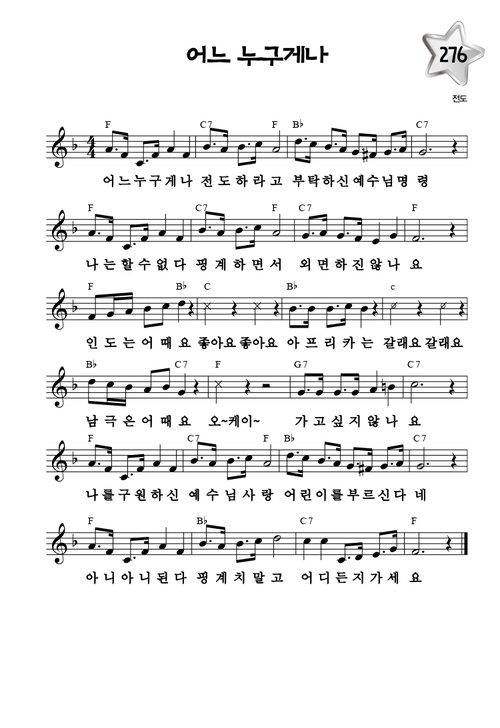 어느 누구게나
276
전도
F C7 F B♭ C7
4
4
어느누구게나 전도하라고 부탁하신예수님명 령
F C7 F C7 F
나는할수없다 핑계하면서 외면하진않나 요
F B♭ C B♭ c
인도는어때요 좋아요좋아요 아프리카는 갈래요갈래요
B♭ C7 F G7 C7
남극은어때요 오~케이~ 가고싶지않나 요
F C7 F B♭ C7
나를구원하신 예수님사랑 어린이를부르신다 네
F B♭ C7 F
아니아니된다 핑계치말고 어디든지가세 요